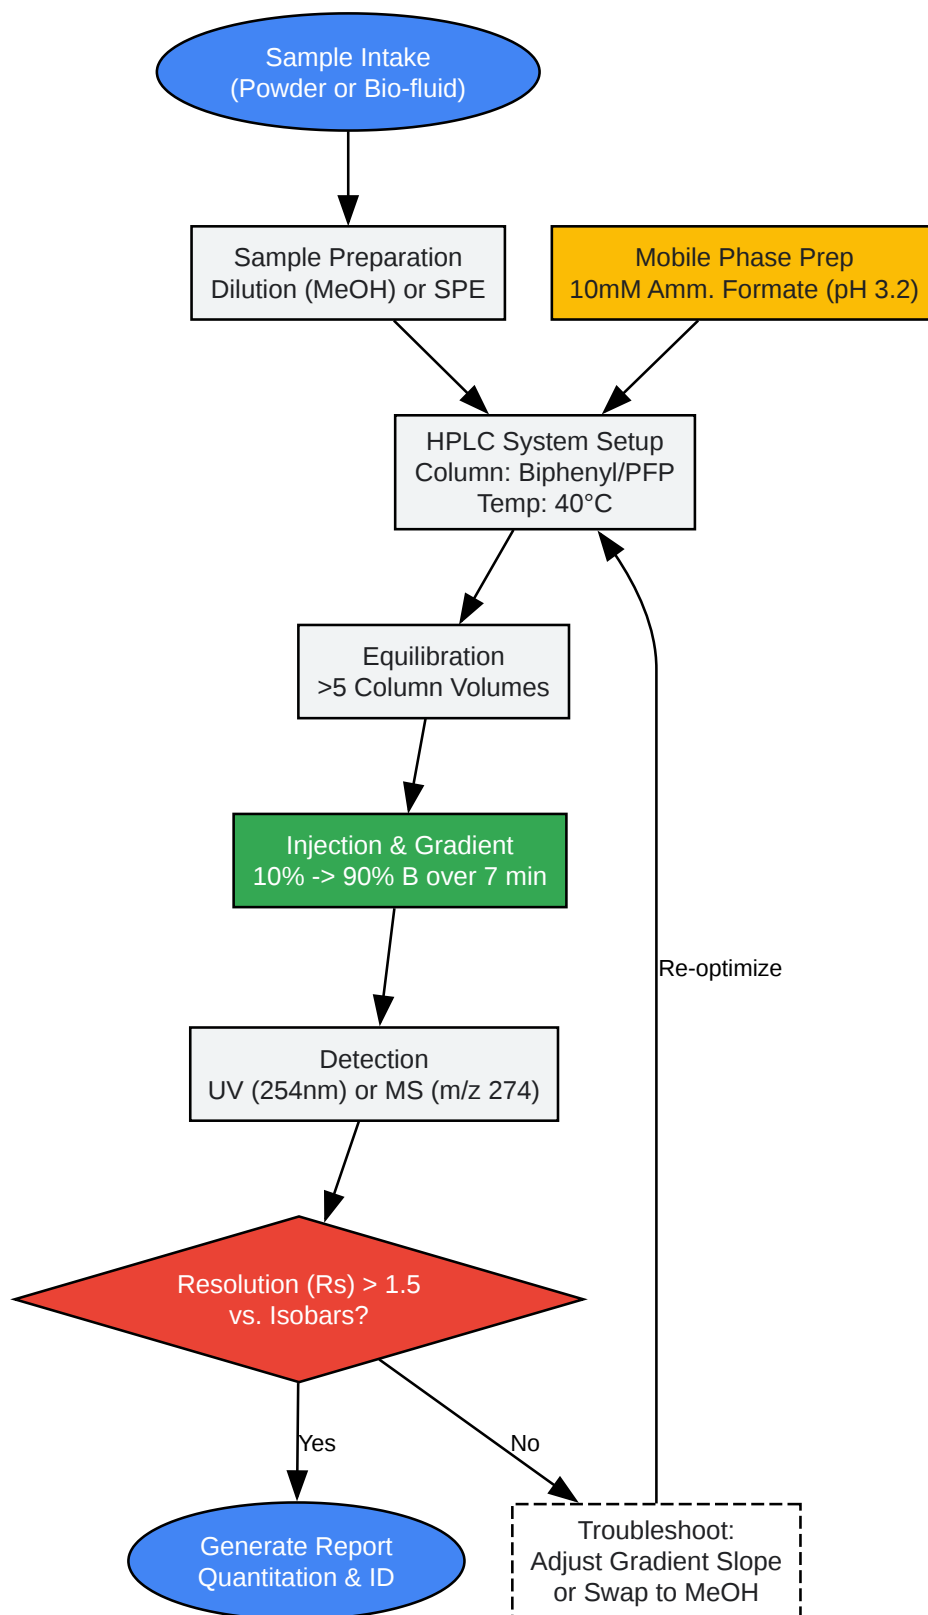 Sample Intake
(Powder or Bio-fluid)
Sample Preparation
Dilution (MeOH) or SPE
Mobile Phase Prep
10mM Amm. Formate (pH 3.2)
HPLC System Setup
Column: Biphenyl/PFP
Temp: 40°C
Equilibration
>5 Column Volumes
Injection & Gradient
10% -> 90% B over 7 min
Re-optimize
Detection
UV (254nm) or MS (m/z 274)
Resolution (Rs) > 1.5
vs. Isobars?
Yes
No
Generate Report
Quantitation & ID
Troubleshoot:
Adjust Gradient Slope
or Swap to MeOH